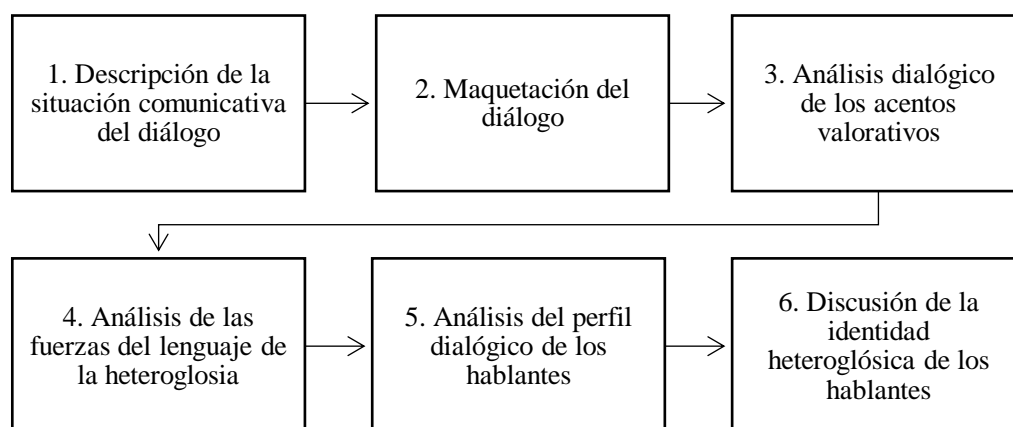 1. Descripción de la
situación comunicativa
del diálogo
2. Maquetación del
diálogo
3. Análisis dialógico
de los acentos
valorativos
4. Análisis de las
fuerzas del lenguaje de
la heteroglosia
5. Análisis del perfil
dialógico de los
hablantes
6. Discusión de la
identidad
heteroglósica de los
hablantes